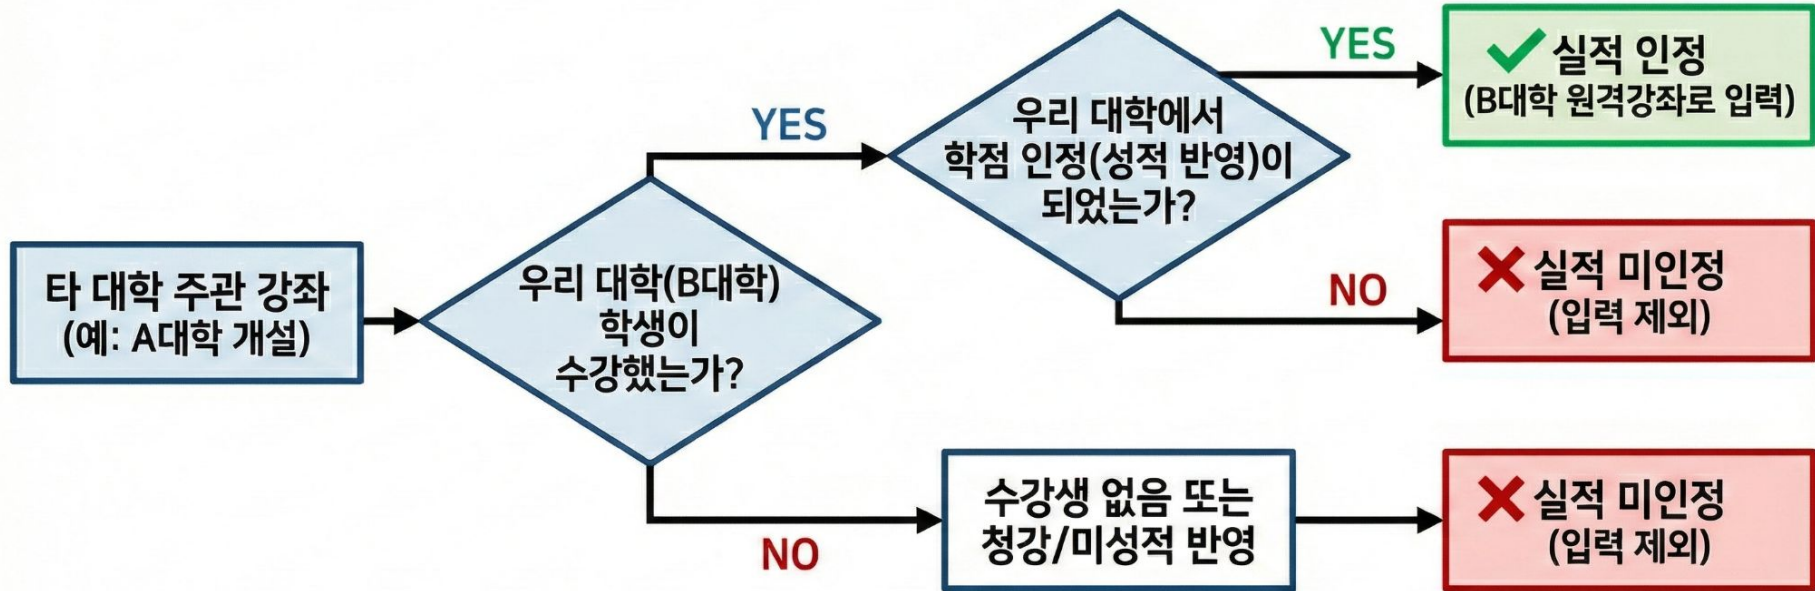 타 대학 주관 강좌
(예: A대학 개설)
우리 대학(B대학)
학생이
수강했는가?
YES
우리 대학에서
학점 인정(성적 반영)이
되었는가?
YES
실적 인정
(B대학 원격강좌로 입력)
NO
실적 미인정
(입력 제외)
NO
수강생 없음 또는
청강/미성적 반영
실적 미인정
(입력 제외)